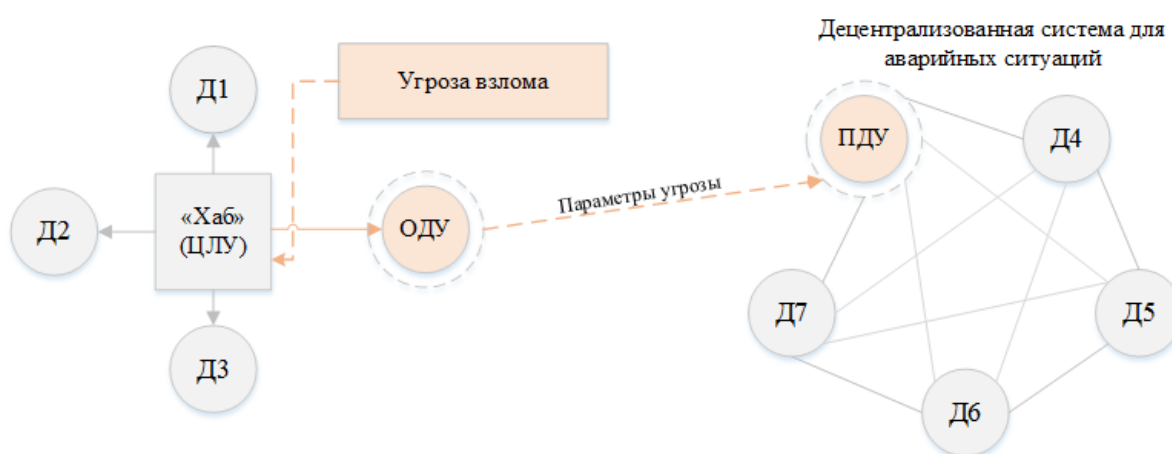 Децентрализованная система для
аварийных ситуаций
Д1
Угроза взлома
ПДУ
Д4
Параметры угрозы
«Хаб»
(ЦЛУ)
Д2
ОДУ
Д7
Д5
Д3
Д6